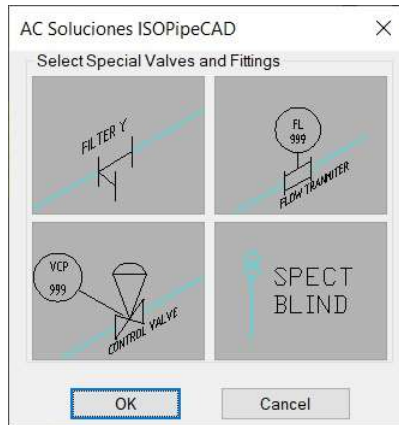 AC Soluciones ISOPipeCAD
Select Special Valves and Fittings
FILTER Y
FL
999
FLOW TRANMITER
VCP
999
CONTROL VALVE
SPECT
BLIND
OK
Cancel